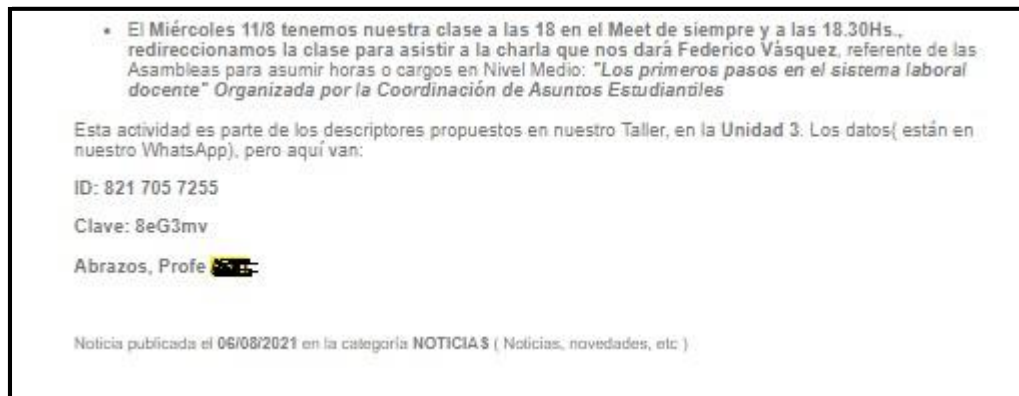 • El Miércoles 11/8 tenemos nuestra clase a las 18 en el Meet de siempre y a las 18.30Hs.,
redireccionamos la clase para asistir a la charla que nos dará Federico Vásquez, referente de las
Asambleas para asumir horas o cargos en Nivel Medio: "Los primeros pasos en el sistema laboral
docente" Organizada por la Coordinación de Asuntos Estudiantiles
Esta actividad es parte de los descriptores propuestos en nuestro Taller, en la Unidad 3. Los datos( están en
nuestro WhatsApp), pero aquí van:
ID: 821 705 7255
Clave: 8eG3mv
Abrazos, Profe
Noticia publicada el 06/08/2021 en la categoría NOTICIAS ( Noticias, novedades, etc )